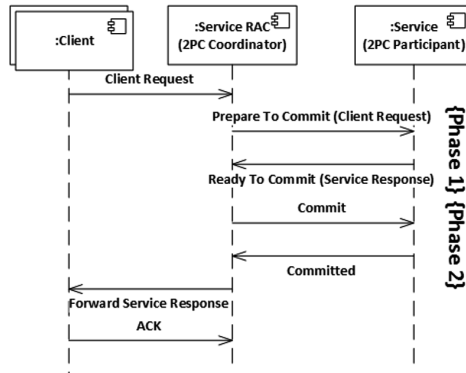 :Client
:Service RAC
(2PC Coordinator)
:Service
(2PC Participant)
Client Request
Prepare To Commit (Client Request)
Ready To Commit (Service Response)
Commit
Committed
Forward Service Response
ACK
{Phase 1} {Phase 2}